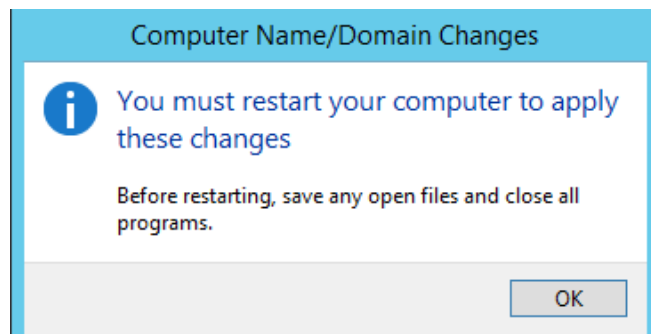 Computer Name/Domain Changes
You must restart your computer to apply
these changes
Before restarting, save any open files and close all
programs.
OK